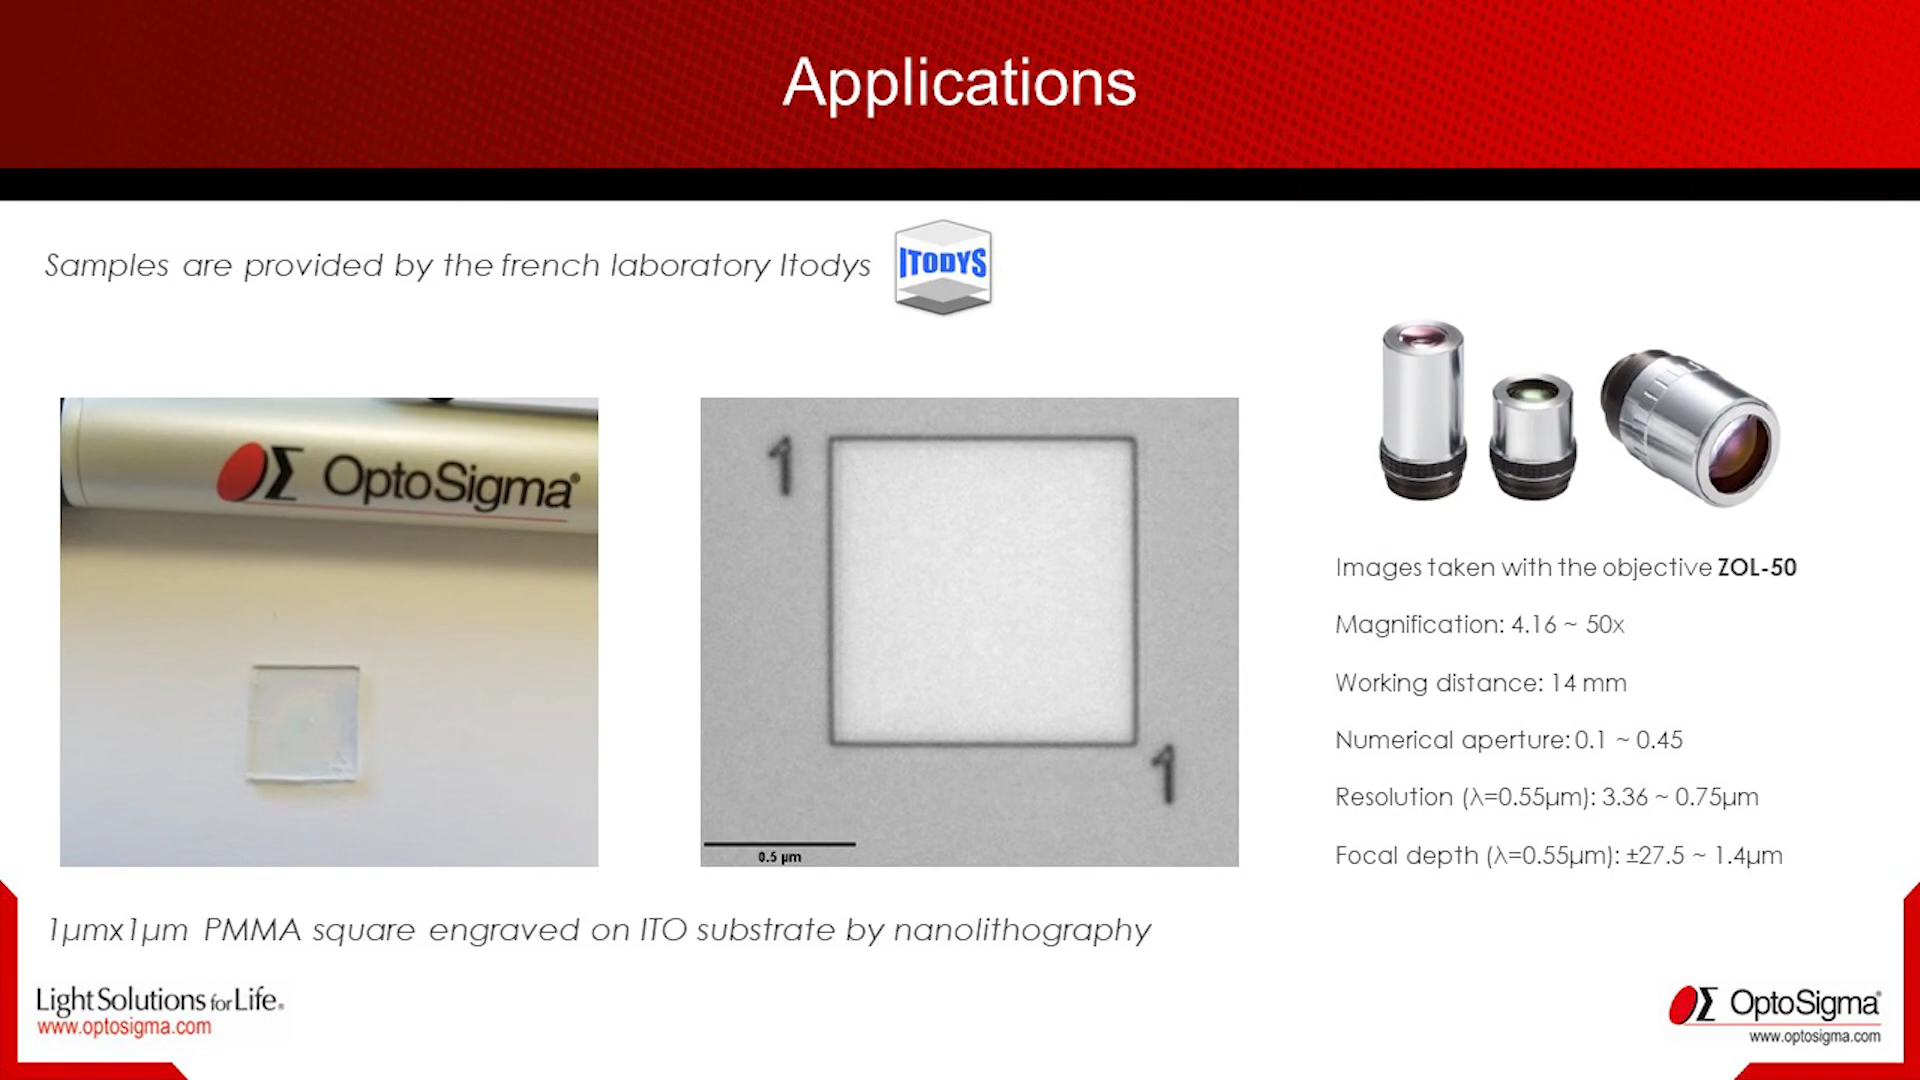 Applications
Samples are provided by the french laboratory Itodys
ITODYS
OptoSigma®
1
1
0.5 µm
Images taken with the objective ZOL-50
Magnification: 4.16 ~ 50x
Working distance: 14 mm
Numerical aperture: 0.1 ~ 0.45
Resolution (λ=0.55µm): 3.36 ~ 0.75µm
Focal depth (λ=0.55µm): ±27.5 ~ 1.4µm
1µmx1µm PMMA square engraved on ITO substrate by nanolithography
Light Solutions for Life.
www.optosigma.com
OptoSigma®
www.optosigma.com